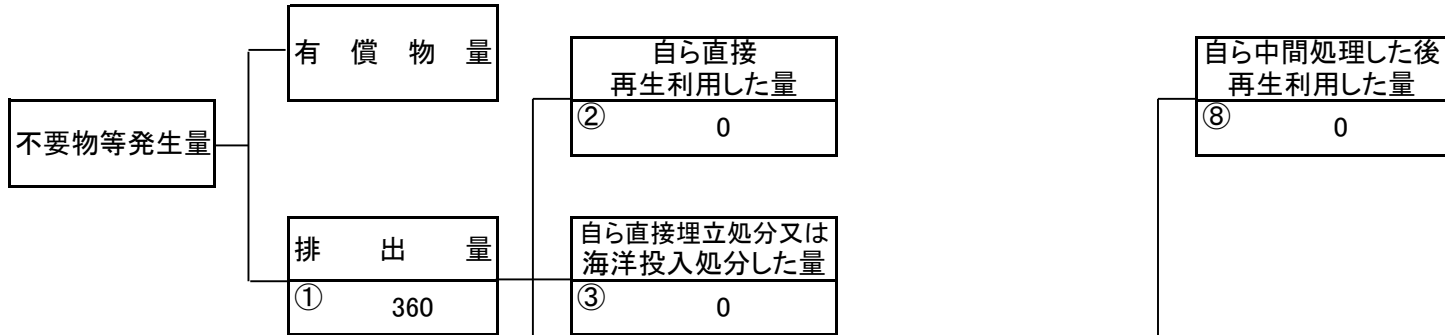 有償物量
自ら直接
再生利用した量
② 0
自ら中間処理した後
再生利用した量
⑧ 0
不要物等発生量
排出量
① 360
自ら直接埋立処分又は
海洋投入処分した量
③ 0